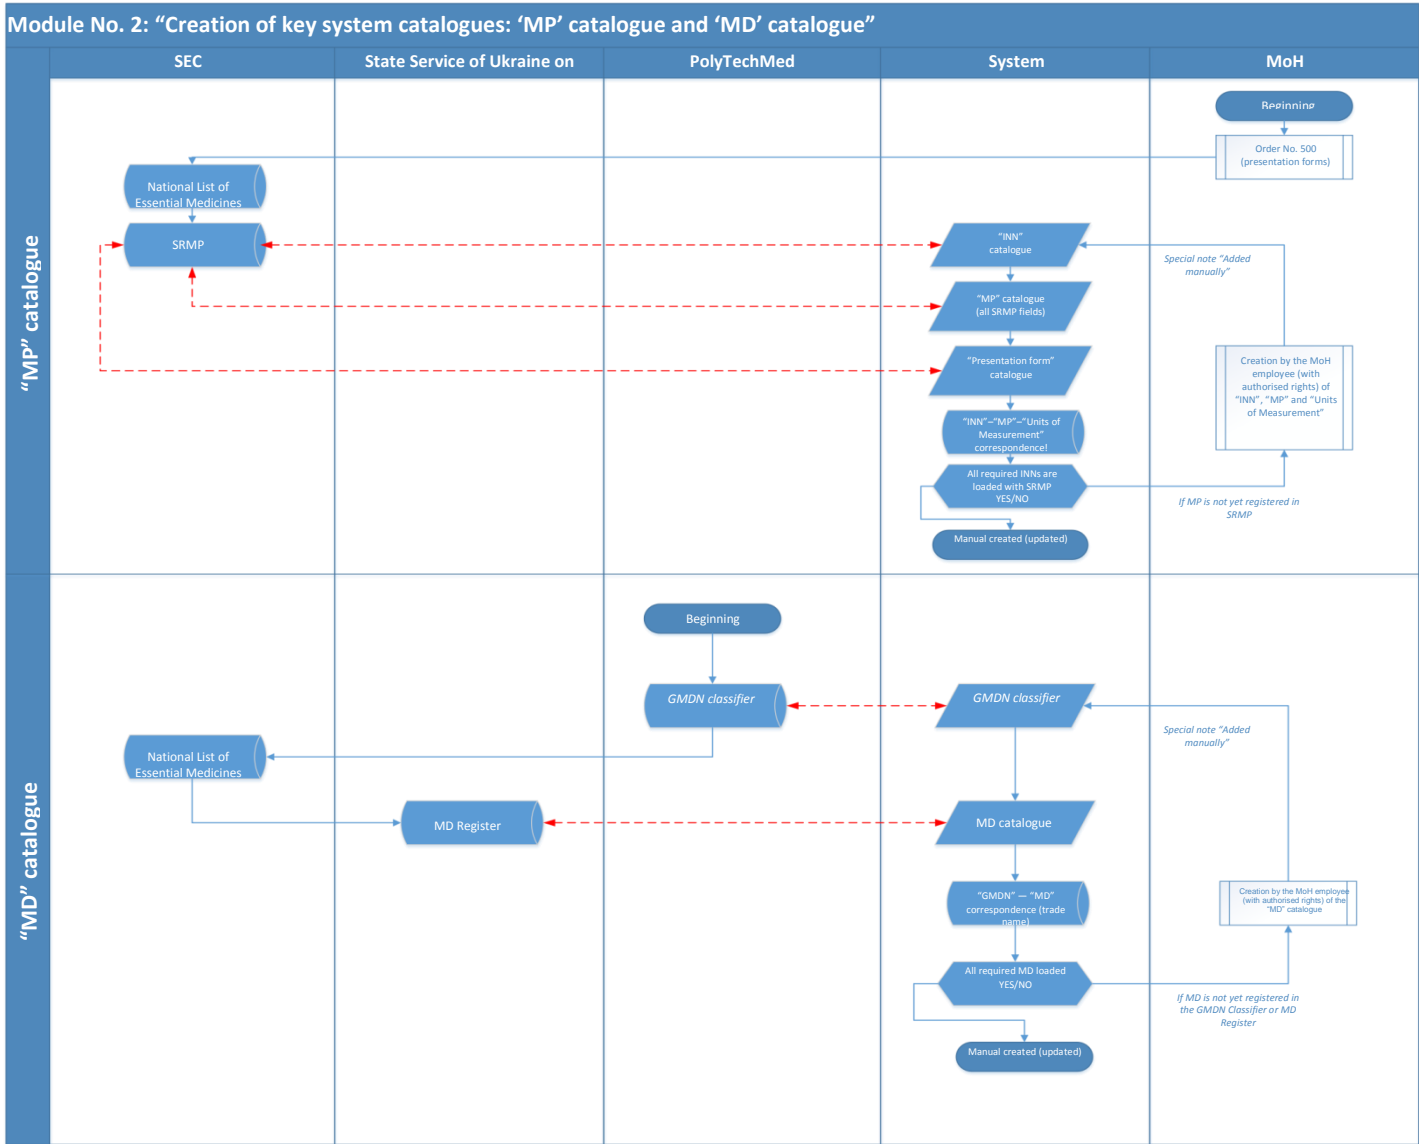 Module No. 2: “Creation of key system catalogues: ‘MP’ catalogue and ‘MD’ catalogue”
SEC
State Service of Ukraine on
PolyTechMed
System
MoH
“MP” catalogue
Beginning
Order No. 500
(presentation forms)
National List of
Essential Medicines
SRMP
“INN”
catalogue
Special note “Added
manually”
“MP” catalogue
(all SRMP fields)
“Presentation form”
catalogue
Creation by the MoH
employee (with
authorised rights) of
“INN”, “MP” and “Units
of Measurement”
“INN”–“MP”–“Units of
Measurement”
correspondence!
All required INNs are
loaded with SRMP
YES/NO
If MP is not yet registered in
SRMP
Manual created (updated)
“MD” catalogue
Beginning
GMDN classifier
GMDN classifier
Special note “Added
manually”
National List of
Essential Medicines
MD Register
MD catalogue
“GMDN” — “MD”
correspondence (trade
name)
Creation by the MoH employee
(with authorised rights) of the
“MD” catalogue
All required MD loaded
YES/NO
If MD is not yet registered in
the GMDN Classifier or MD
Register
Manual created (updated)